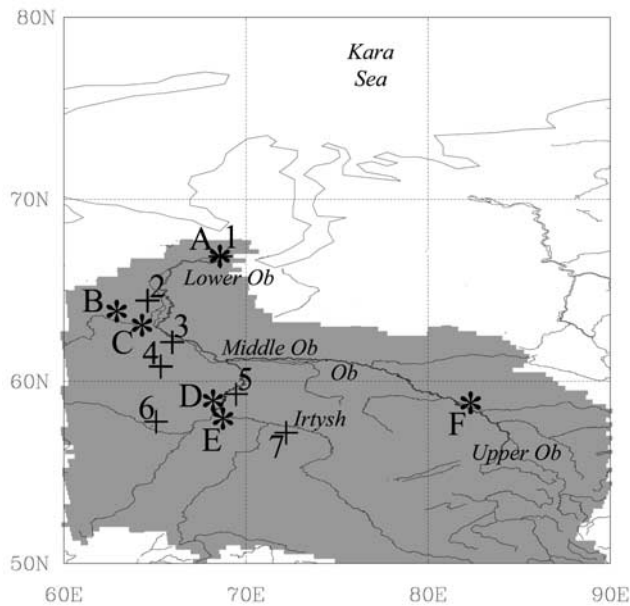 80N
Kara
Sea
70N
A 1
Lower Ob
2
B
C
3
Middle Ob
4
Ob
60N
5
D
F
6
E
Irtysh
7
Upper Ob
50N
60E 70E 80E 90E